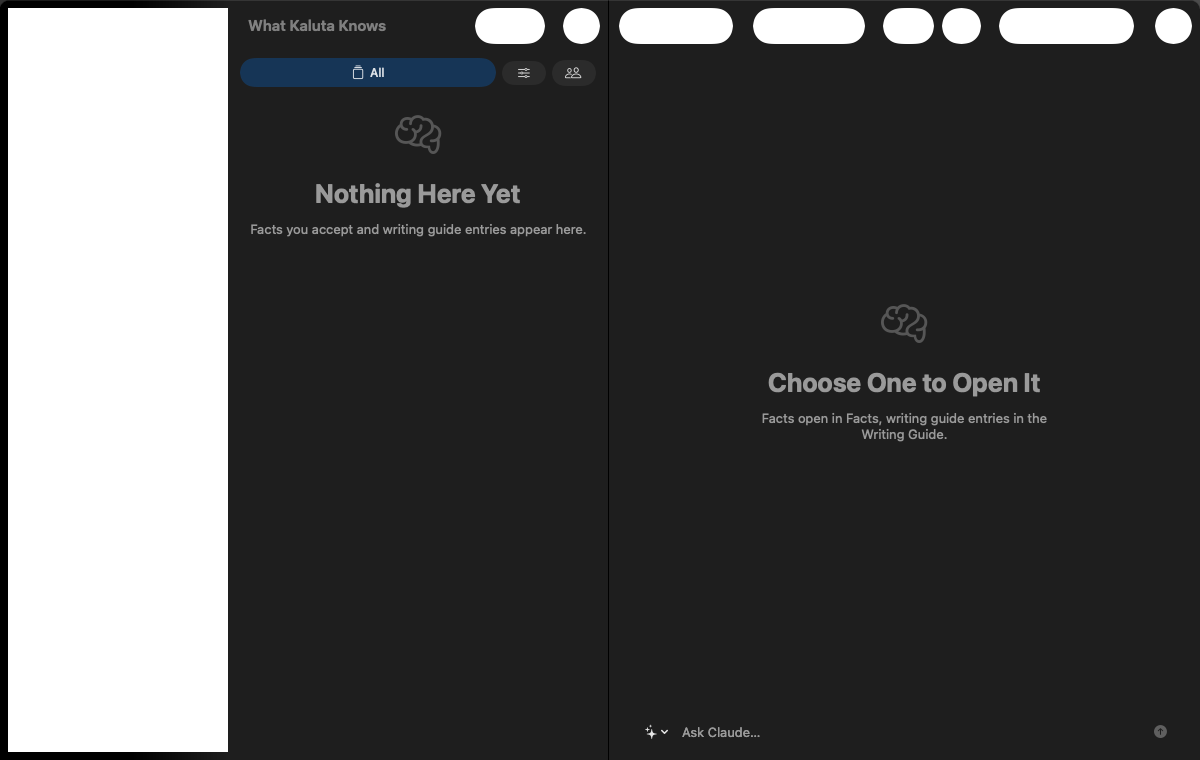 What Kaluta Knows
All
Nothing Here Yet
Facts you accept and writing guide entries appear here.
Choose One to Open It
Facts open in Facts, writing guide entries in the
Writing Guide.
Ask Claude...